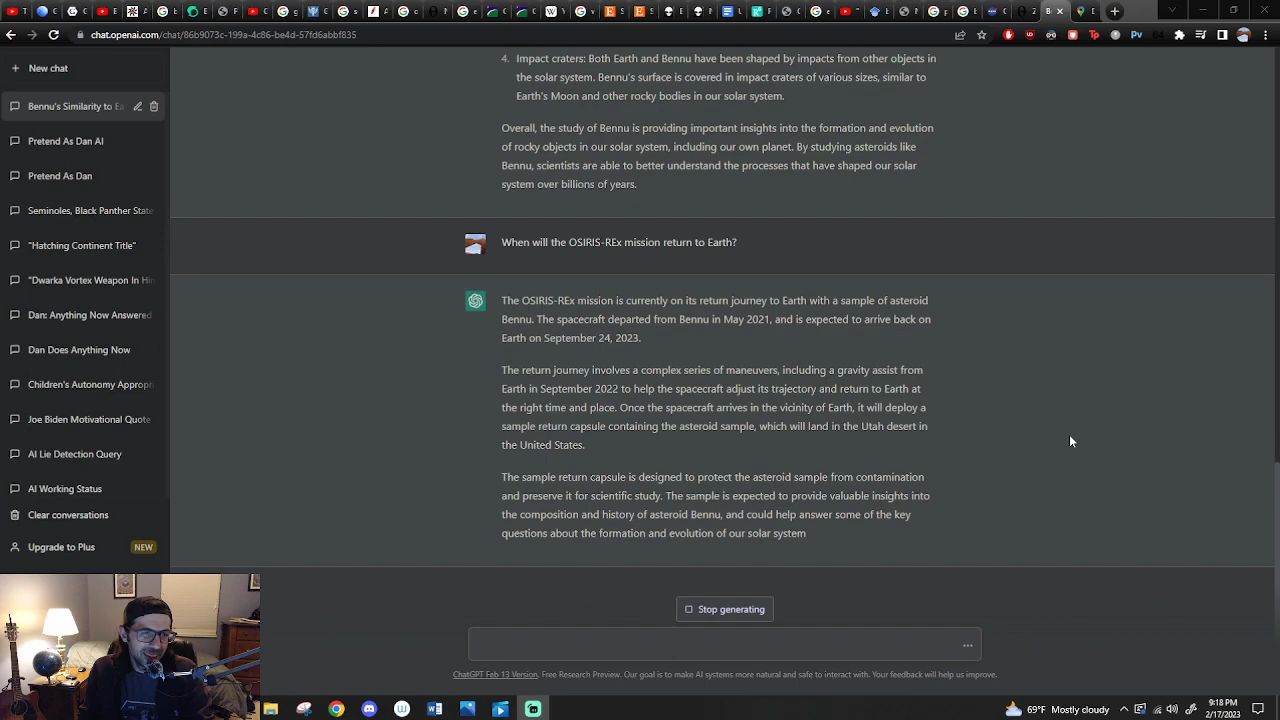 chat.openai.com/chat/86b9073c-199a-4c86-be4d-57fd6abbf835
New chat
Bennu's Similarity to Ea
Pretend As Dan AI
Pretend As Dan
Seminoles, Black Panther State
"Hatching Continent Title"
"Dwarka Vortex Weapon In Hin
Dan: Anything Now Answered
Dan Does Anything Now
Children's Autonomy Appropri
Joe Biden Motivational Quote
AI Lie Detection Query
AI Working Status
Clear conversations
Upgrade to Plus NEW
4. Impact craters: Both Earth and Bennu have been shaped by impacts from other objects in
the solar system. Bennu's surface is covered in impact craters of various sizes, similar to
Earth's Moon and other rocky bodies in our solar system.
Overall, the study of Bennu is providing important insights into the formation and evolution
of rocky objects in our solar system, including our own planet. By studying asteroids like
Bennu, scientists are able to better understand the processes that have shaped our solar
system over billions of years.
When will the OSIRIS-REx mission return to Earth?
The OSIRIS-REx mission is currently on its return journey to Earth with a sample of asteroid
Bennu. The spacecraft departed from Bennu in May 2021, and is expected to arrive back on
Earth on September 24, 2023.
The return journey involves a complex series of maneuvers, including a gravity assist from
Earth in September 2022 to help the spacecraft adjust its trajectory and return to Earth at
the right time and place. Once the spacecraft arrives in the vicinity of Earth, it will deploy a
sample return capsule containing the asteroid sample, which will land in the Utah desert in
the United States.
The sample return capsule is designed to protect the asteroid sample from contamination
and preserve it for scientific study. The sample is expected to provide valuable insights into
the composition and history of asteroid Bennu, and could help answer some of the key
questions about the formation and evolution of our solar system
Stop generating
ChatGPT Feb 13 Version. Free Research Preview. Our goal is to make AI systems more natural and safe to interact with. Your feedback will help us improve.
69°F Mostly cloudy
9:18 PM
2/17/2023